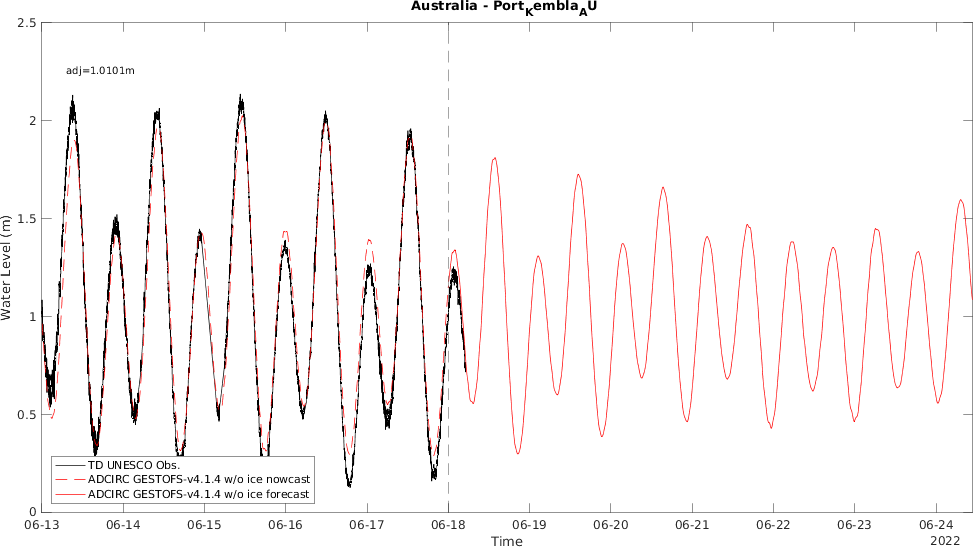 Australia - PortKemblaAU
2.5
adj=1.0101m
2
1.5
Water Level (m)
1
0.5
TD UNESCO Obs.
ADCIRC GESTOFS-v4.1.4 w/o ice nowcast
ADCIRC GESTOFS-v4.1.4 w/o ice forecast
0
06-13 06-14 06-15 06-16 06-17 06-18 06-19 06-20 06-21 06-22 06-23 06-24
Time
2022